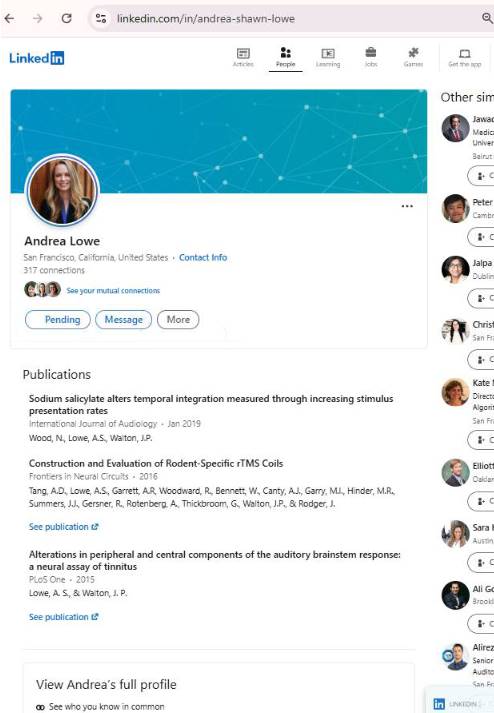 linkedin.com/in/andrea-shawn-lowe
Linked in
Articles People Learning Jobs Games Get the app
Andrea Lowe
San Francisco, California, United States • Contact Info
317 connections
See your mutual connections
Pending Message More
Publications
Sodium salicylate alters temporal integration measured through increasing stimulus
presentation rates
International Journal of Audiology • Jan 2019
Wood, N., Lowe, A.S., Walton, J.P.
Construction and Evaluation of Rodent-Specific rTMS Coils
Frontiers in Neural Circuits • 2016
Tang, A.D., Lowe, A.S., Garrett, A.R, Woodward, R., Bennett, W., Canty, A.J., Garry, M.I., Hinder, M.R.,
Summers, J.J., Gersner, R., Rotenberg, A., Thickbroom, G., Walton, J.P., & Rodger, J.
See publication
Alterations in peripheral and central components of the auditory brainstem response:
a neural assay of tinnitus
PLoS One • 2015
Lowe, A. S., & Walton, J. P.
See publication
View Andrea's full profile
See who you know in common
Other sim
Jawad
Medica
Univer
Beirut
C
Peter
Cambr
C
Jalpa
Dublin
C
Christ
San Fra
C
Kate
Directo
Algorit
San Fra
C
Elliott
Oaklan
C
Sara
Austin,
C
Ali Go
Brookl
C
Alirez
Senior
Audito
San Fra
in LINKEDIN